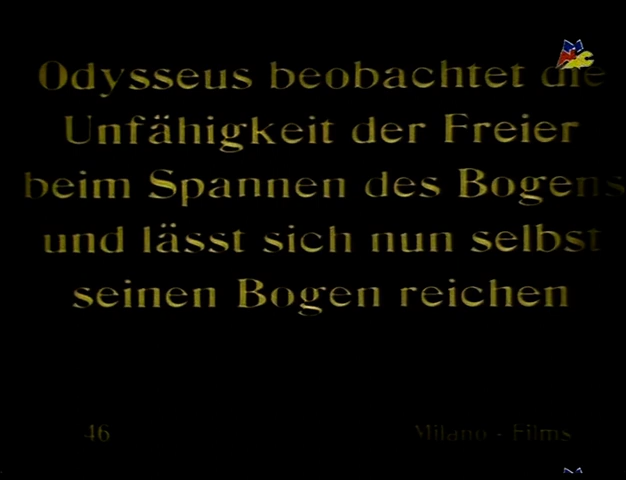 Odysseus beobachtet die
Unfähigkeit der Freier
beim Spannen des Bogens
und lässt sich nun selbst
seinen Bogen reichen
46
Milano - Films